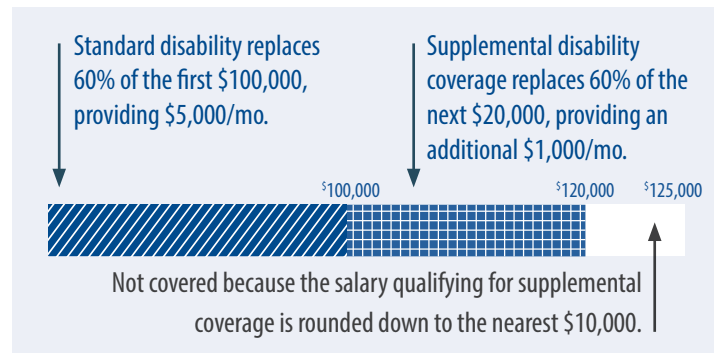 Standard disability replaces
60% of the first $100,000,
providing $5,000/mo.
Supplemental disability
coverage replaces 60% of the
next $20,000, providing an
additional $1,000/mo.
$100,000
$120,000
$125,000
Not covered because the salary qualifying for supplemental
coverage is rounded down to the nearest $10,000.